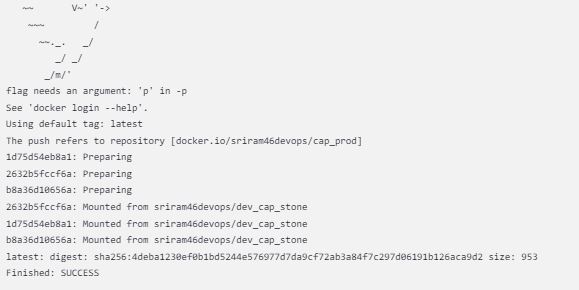 ~~       V~' '->
    ~~~         /
      ~~._.   _/
         _/ _/
       _/m/'
flag needs an argument: 'p' in -p
See 'docker login --help'.
Using default tag: latest
The push refers to repository [docker.io/sriram46devops/cap_prod]
1d75d54eb8a1: Preparing
2632b5fccf6a: Preparing
b8a36d10656a: Preparing
2632b5fccf6a: Mounted from sriram46devops/dev_cap_stone
1d75d54eb8a1: Mounted from sriram46devops/dev_cap_stone
b8a36d10656a: Mounted from sriram46devops/dev_cap_stone
latest: digest: sha256:4deba1230ef0b1bd5244e576977d7da9cf72ab3a84f7c297d06191b126aca9d2 size: 953
Finished: SUCCESS